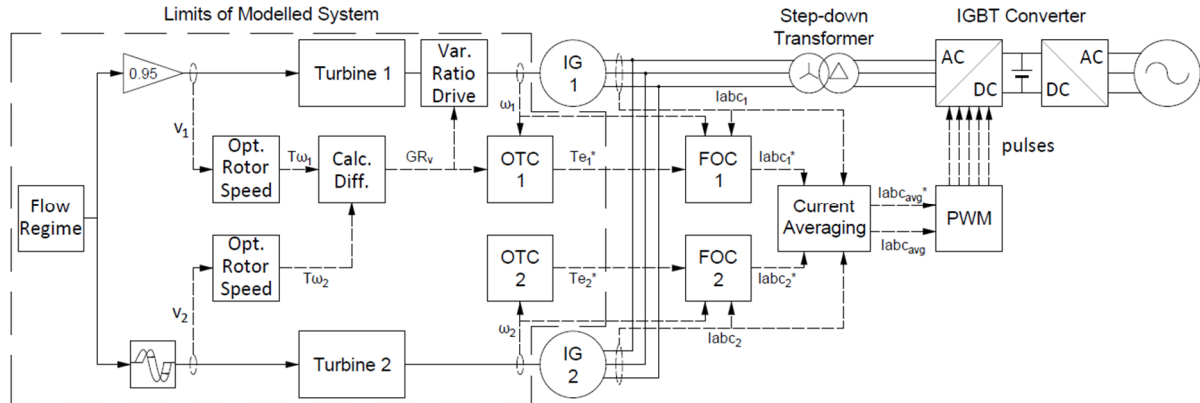 Limits of Modelled System
Step-down
Transformer
IGBT Converter
0.95
Turbine 1
Var.
Ratio
Drive
IG
1
AC
DC
AC
DC
ω₁
Iabc₁
V₁
pulses
Opt.
Rotor
Speed
Tω₁
Calc.
Diff.
GRᵥ
OTC
1
Te₁*
FOC
1
Iabc₁*
Flow
Regime
Current
Averaging
Iabcₐᵥg*
Iabcₐᵥg
PWM
Opt.
Rotor
Speed
Tω₂
OTC
2
Te₂*
FOC
2
Iabc₂*
V₂
ω₂
Iabc₂
Turbine 2
IG
2